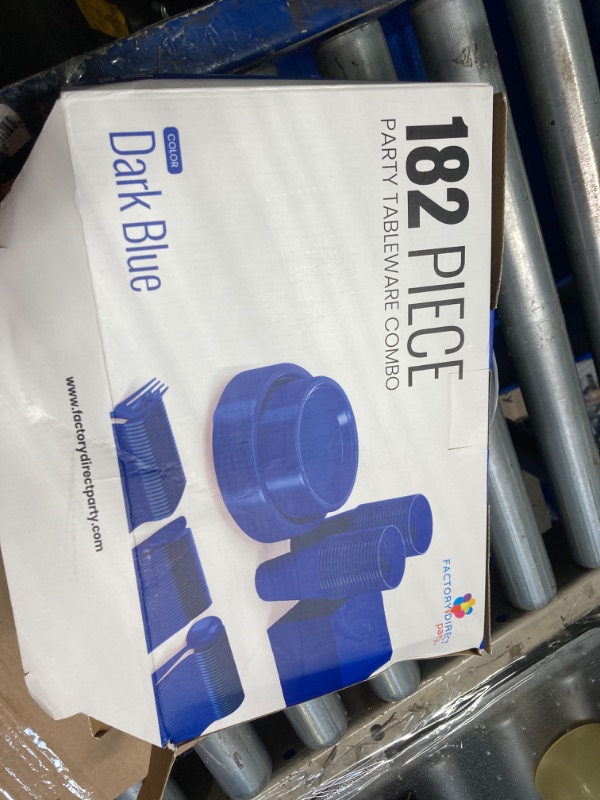 182 PIECE
PARTY TABLEWARE COMBO
COLOR
Dark Blue
FACTORY DIRECT
party
www.factorydirectparty.com